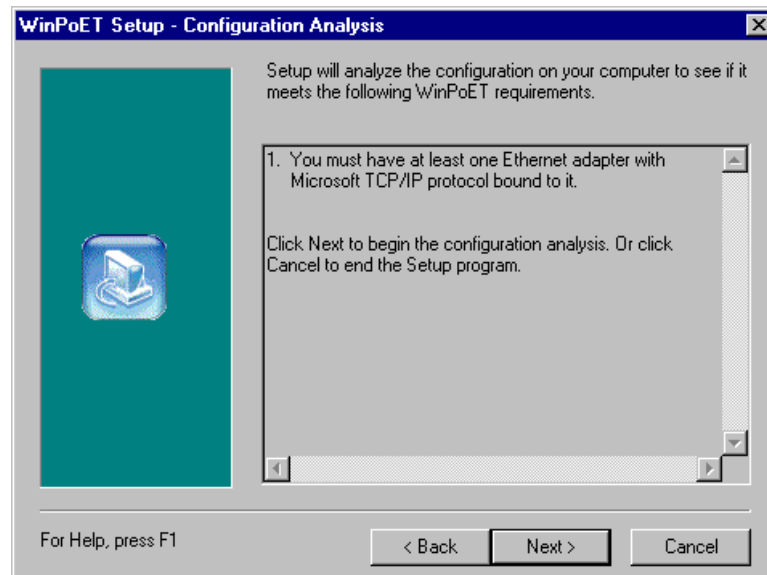 WinPoET Setup - Configuration Analysis
Setup will analyze the configuration on your computer to see if it
meets the following WinPoET requirements.
1. You must have at least one Ethernet adapter with
Microsoft TCP/IP protocol bound to it.
Click Next to begin the configuration analysis. Or click
Cancel to end the Setup program.
For Help, press F1
< Back
Next >
Cancel